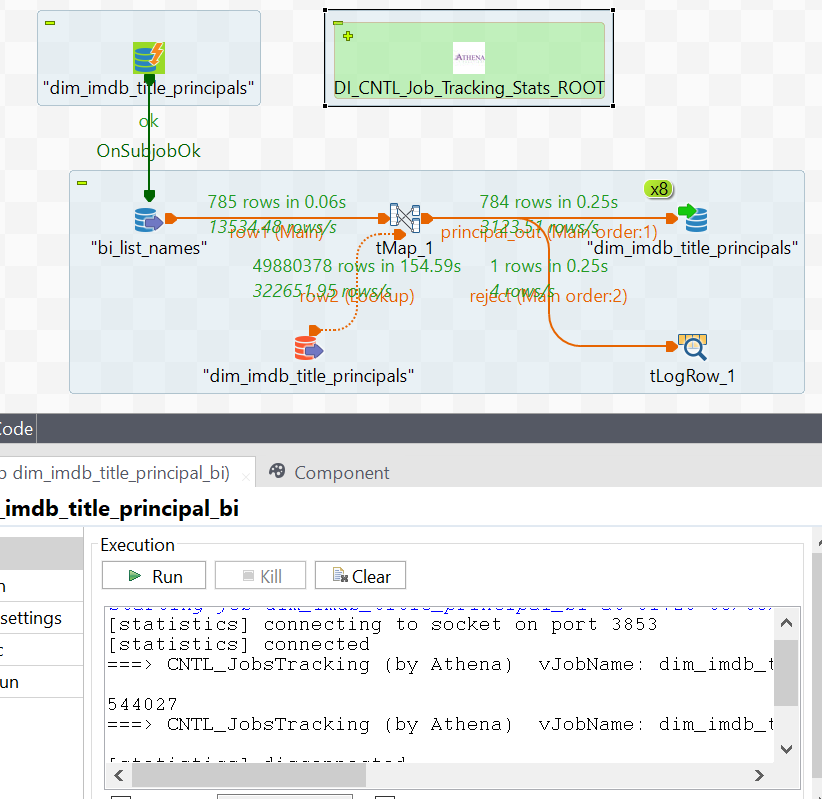 "dim_imdb_title_principals"
ATHENA
DI_CNTL_Job_Tracking_Stats_ROOT
ok
OnSubjobOk
x8
785 rows in 0.06s
13534.48 rows/s
row1 (Main)
784 rows in 0.25s
3123.51 rows/s
principal_out (Main order:1)
"bi_list_names"
tMap_1
"dim_imdb_title_principals"
49880378 rows in 154.59s
322651.95 rows/s
row2 (Lookup)
1 rows in 0.25s
4 rows/s
reject (Main order:2)
"dim_imdb_title_principals"
tLogRow_1
Code
dim_imdb_title_principal_bi)
Component
_imdb_title_principal_bi
Execution
Run
Kill
Clear
settings
[statistics] connecting to socket on port 3853
[statistics] connected
===> CNTL_JobsTracking (by Athena) vJobName: dim_imdb_t
544027
===> CNTL_JobsTracking (by Athena) vJobName: dim_imdb_t
[statistics] disconnected